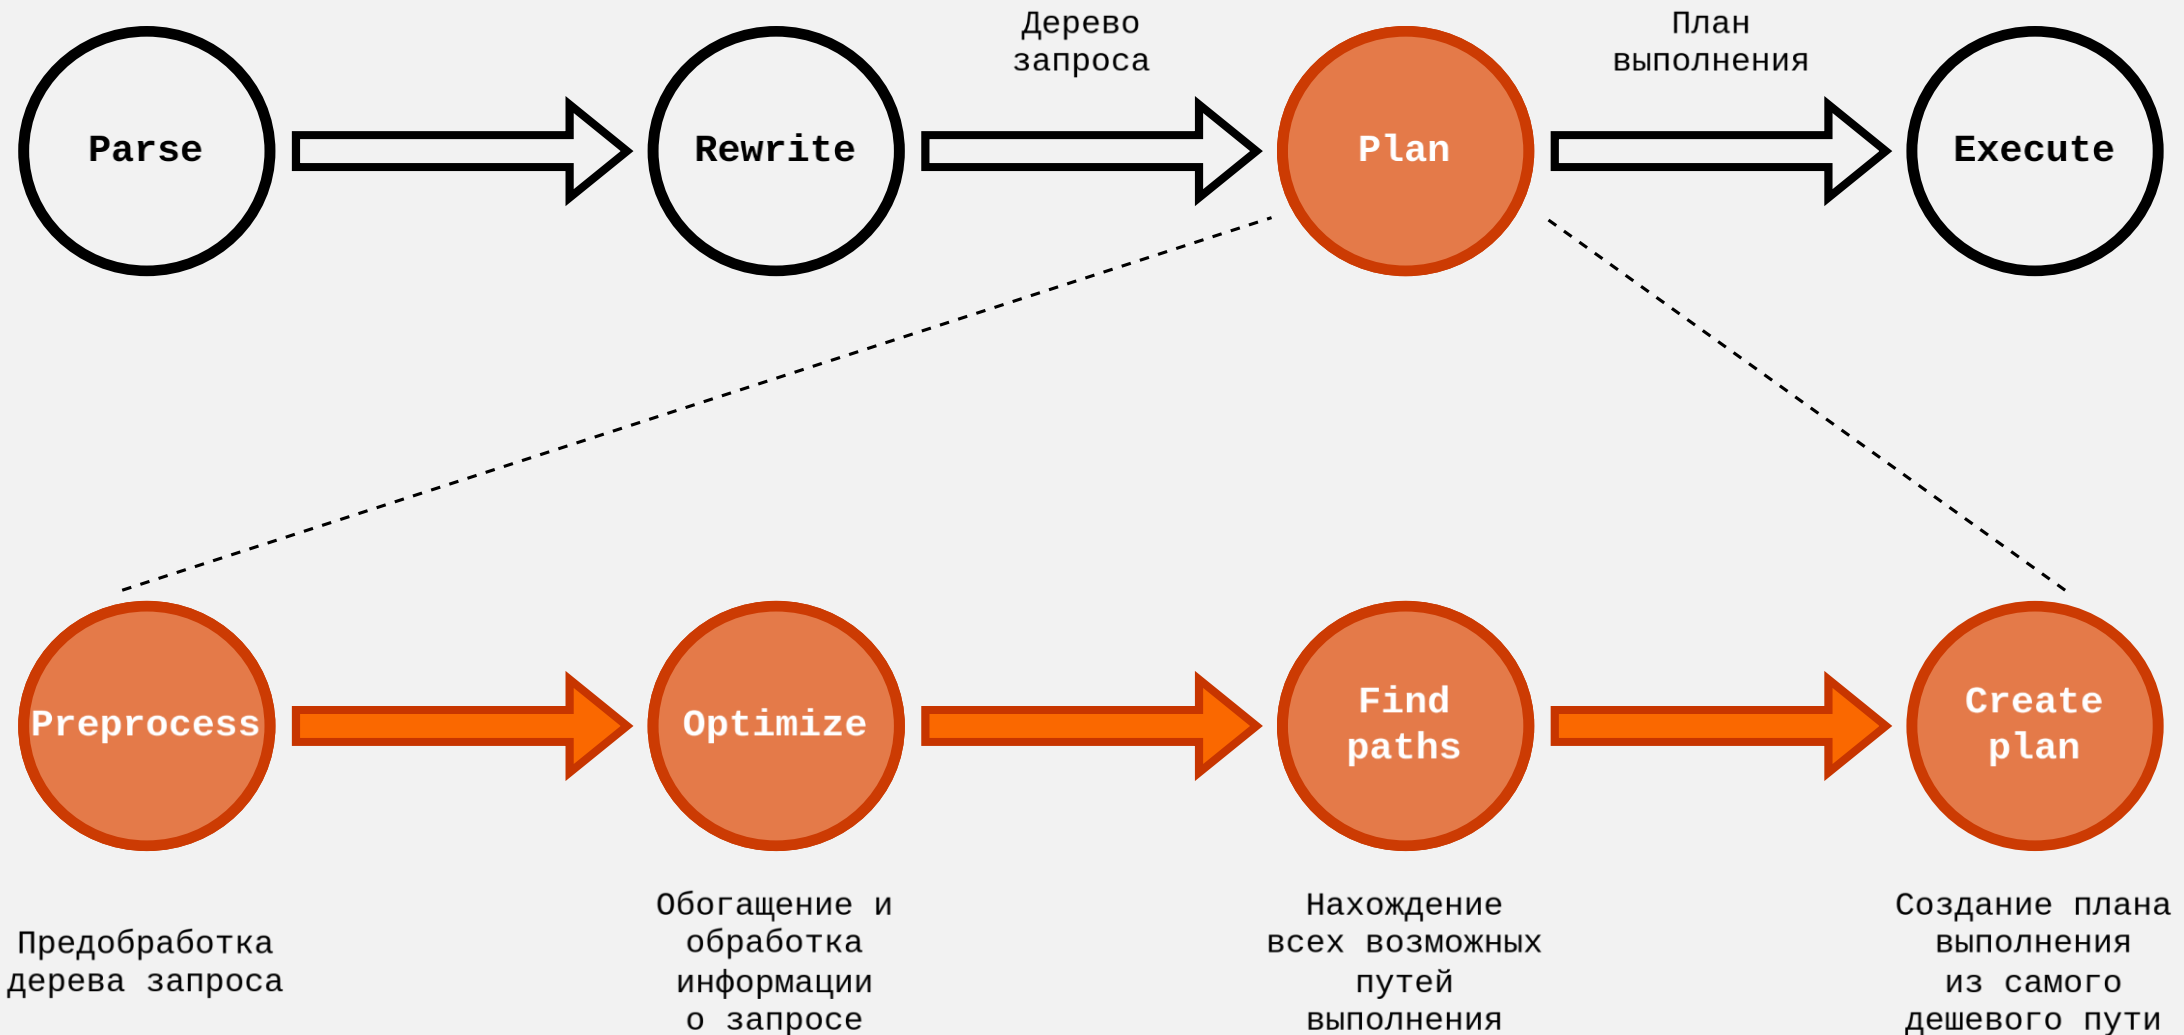 Дерево
запроса
План
выполнения
Parse
Rewrite
Plan
Execute
Preprocess
Optimize
Find
paths
Create
plan
Предобработка
дерева запроса
Обогащение и
обработка
информации
о запросе
Нахождение
всех возможных
путей
выполнения
Создание плана
выполнения
из самого
дешевого пути